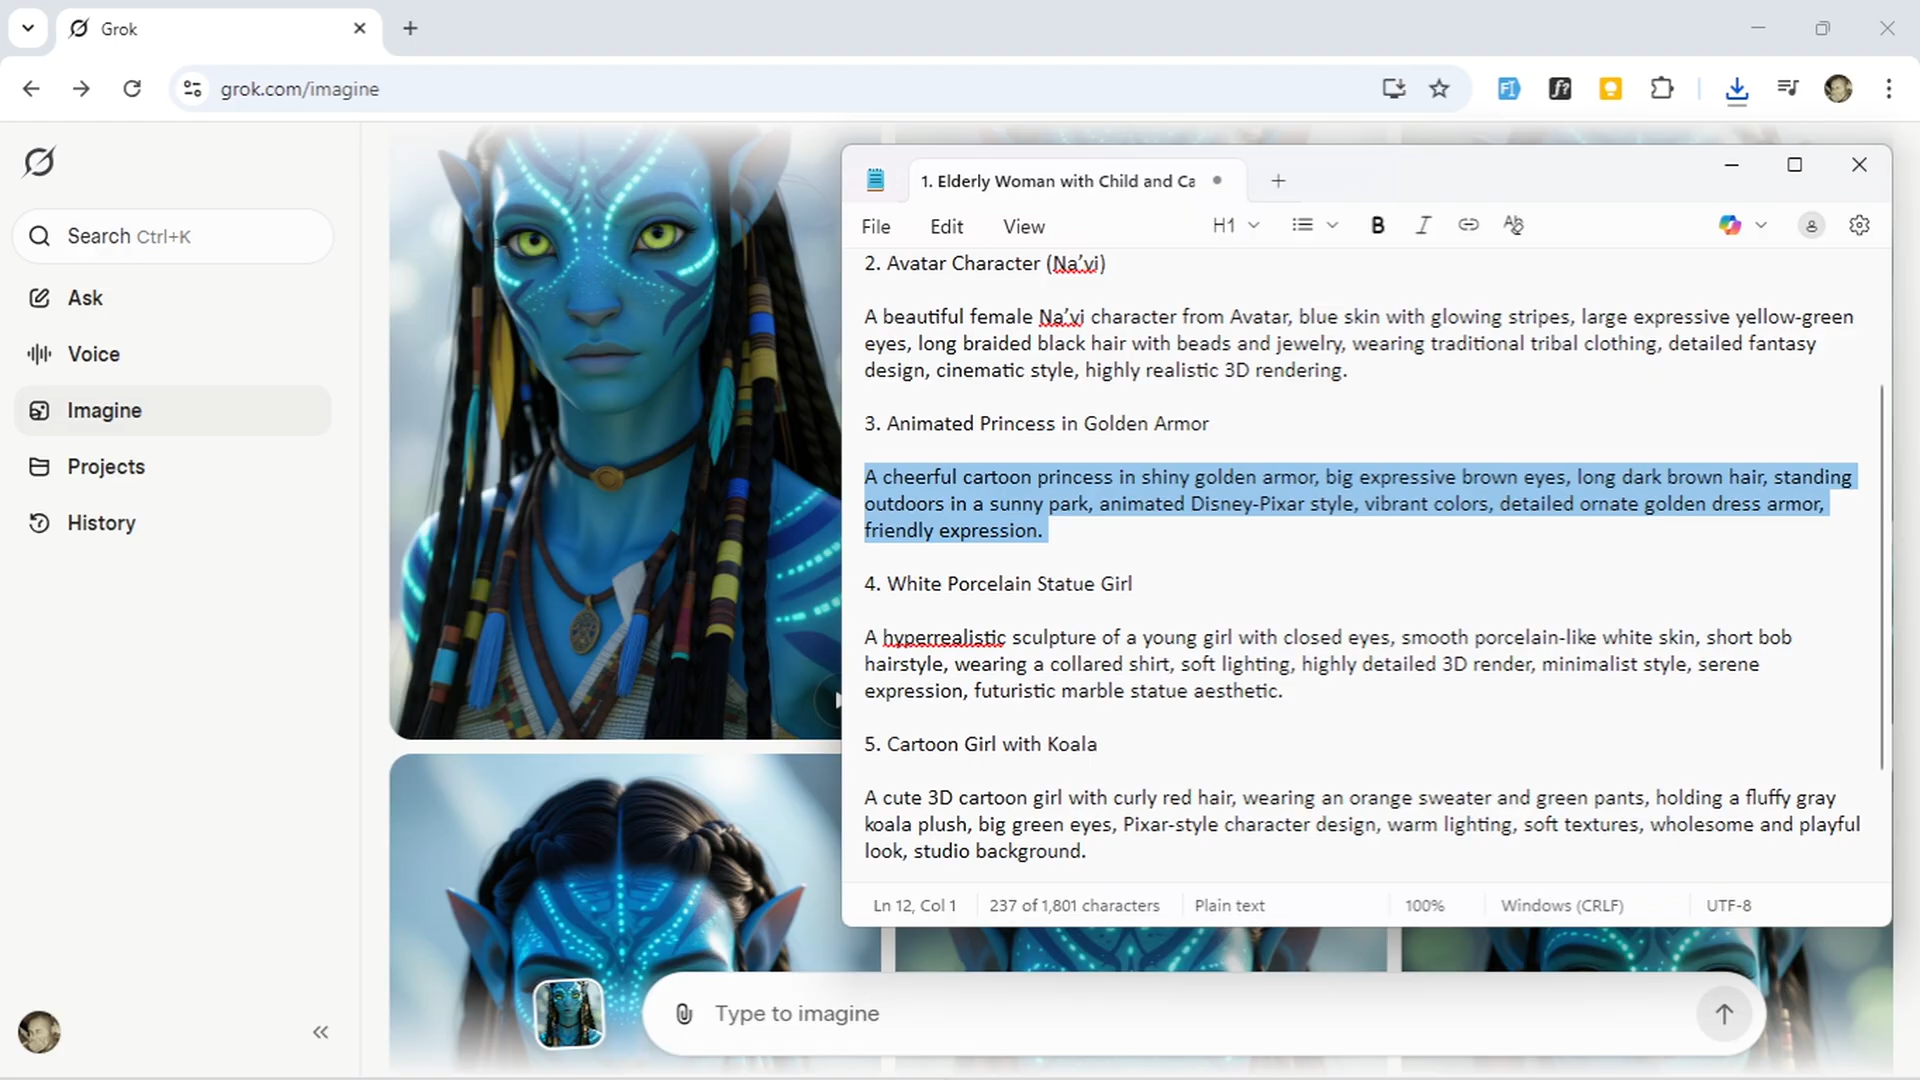 Grok
grok.com/imagine
Search Ctrl+K
Ask
Voice
Imagine
Projects
History
1. Elderly Woman with Child and Ca
File Edit View H1
2. Avatar Character (Na’vi)
A beautiful female Na’vi character from Avatar, blue skin with glowing stripes, large expressive yellow-green
eyes, long braided black hair with beads and jewelry, wearing traditional tribal clothing, detailed fantasy
design, cinematic style, highly realistic 3D rendering.
3. Animated Princess in Golden Armor
A cheerful cartoon princess in shiny golden armor, big expressive brown eyes, long dark brown hair, standing
outdoors in a sunny park, animated Disney-Pixar style, vibrant colors, detailed ornate golden dress armor,
friendly expression.
4. White Porcelain Statue Girl
A hyperrealistic sculpture of a young girl with closed eyes, smooth porcelain-like white skin, short bob
hairstyle, wearing a collared shirt, soft lighting, highly detailed 3D render, minimalist style, serene
expression, futuristic marble statue aesthetic.
5. Cartoon Girl with Koala
A cute 3D cartoon girl with curly red hair, wearing an orange sweater and green pants, holding a fluffy gray
koala plush, big green eyes, Pixar-style character design, warm lighting, soft textures, wholesome and playful
look, studio background.
Ln 12, Col 1 237 of 1,801 characters Plain text 100% Windows (CRLF) UTF-8
Type to imagine